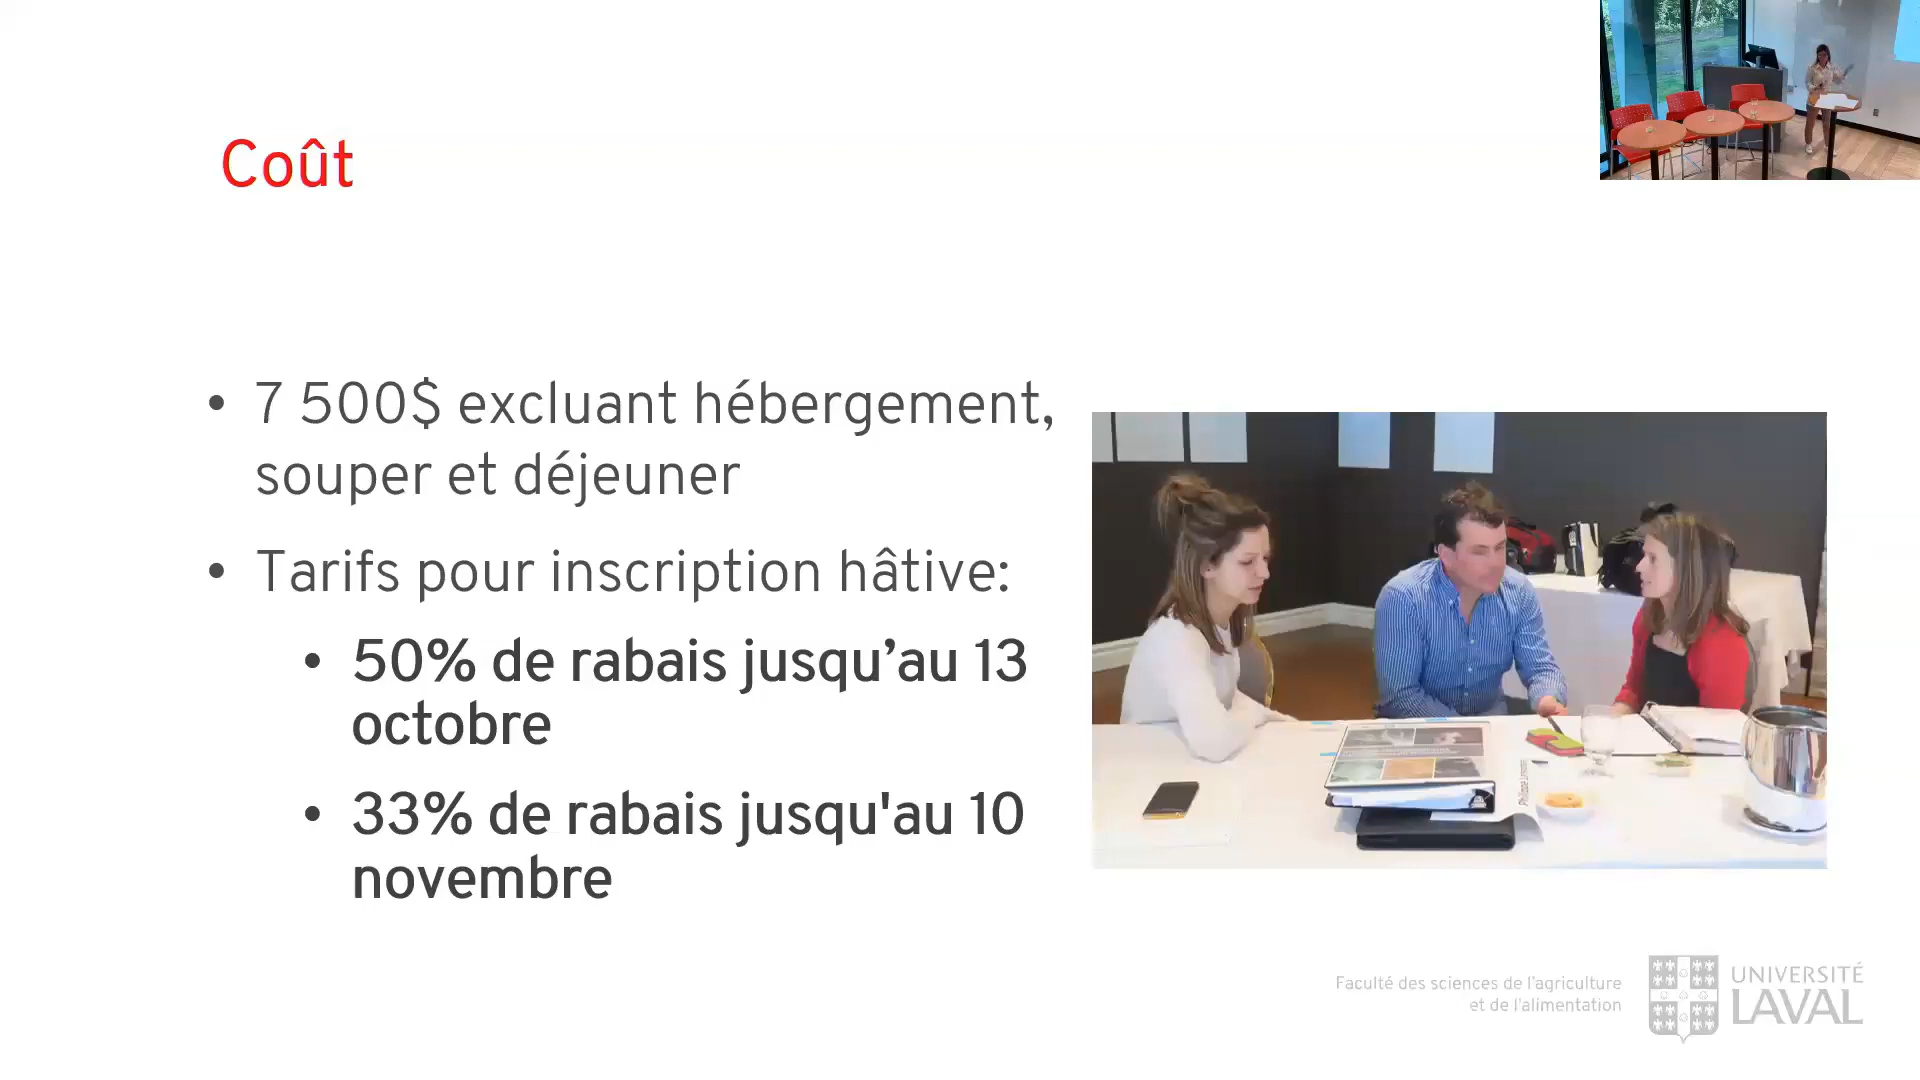 Coût
• 7 500$ excluant hébergement,
souper et déjeuner
• Tarifs pour inscription hâtive:
• 50% de rabais jusqu’au 13
octobre
• 33% de rabais jusqu'au 10
novembre
Faculté des sciences de l'agriculture
et de l'alimentation
UNIVERSITÉ
LAVAL